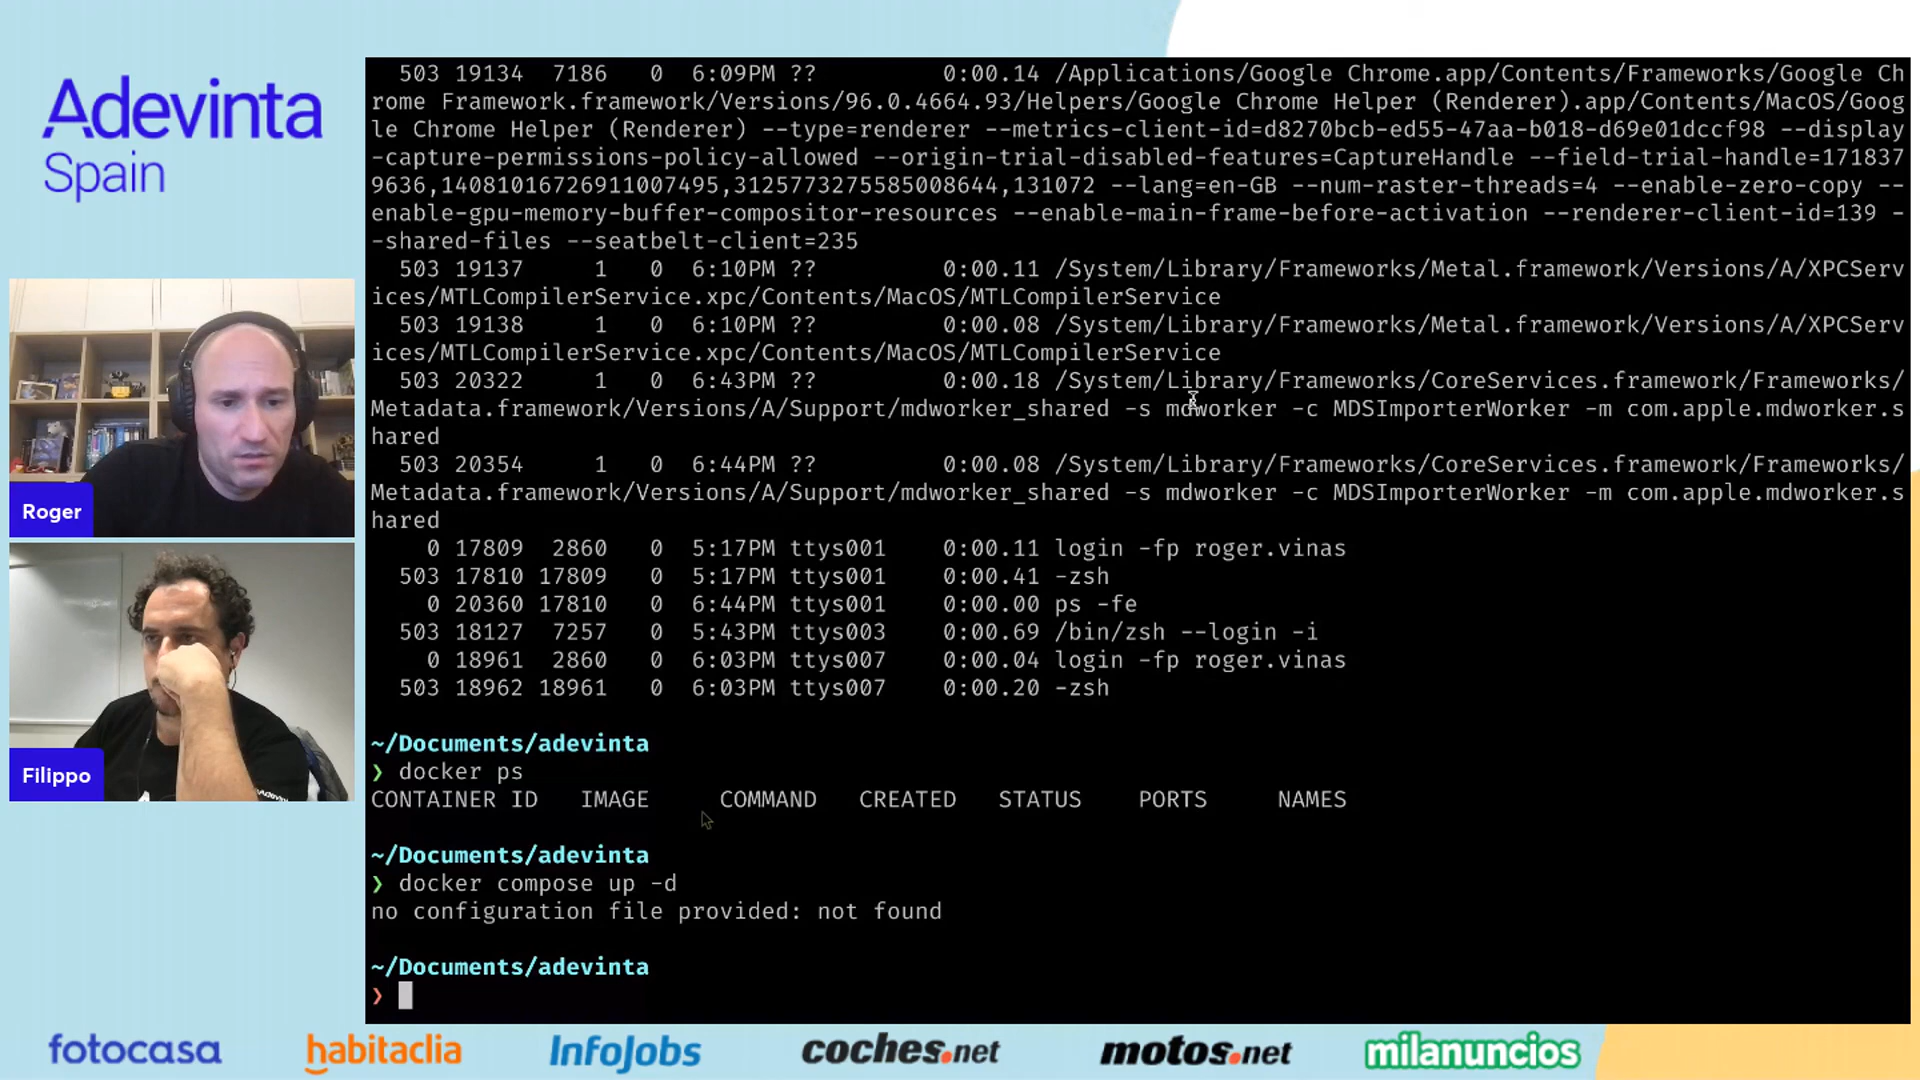 Adevinta
Spain
503 19134 7186 0 6:09PM ?? 0:00.14 /Applications/Google Chrome.app/Contents/Frameworks/Google Ch
rome Framework.framework/Versions/96.0.4664.93/Helpers/Google Chrome Helper (Renderer).app/Contents/MacOS/Goog
le Chrome Helper (Renderer) --type=renderer --metrics-client-id=d8270bcb-ed55-47aa-b018-d69e01dccf98 --display
-capture-permissions-policy-allowed --origin-trial-disabled-features=CaptureHandle --field-trial-handle=171837
9636,14081016726911007495,3125773275585008644,131072 --lang=en-GB --num-raster-threads=4 --enable-zero-copy --
enable-gpu-memory-buffer-compositor-resources --enable-main-frame-before-activation --renderer-client-id=139 -
-shared-files --seatbelt-client=235
503 19137 1 0 6:10PM ?? 0:00.11 /System/Library/Frameworks/Metal.framework/Versions/A/XPCServ
ices/MTLCompilerService.xpc/Contents/MacOS/MTLCompilerService
503 19138 1 0 6:10PM ?? 0:00.08 /System/Library/Frameworks/Metal.framework/Versions/A/XPCServ
ices/MTLCompilerService.xpc/Contents/MacOS/MTLCompilerService
503 20322 1 0 6:43PM ?? 0:00.18 /System/Library/Frameworks/CoreServices.framework/Frameworks/
Metadata.framework/Versions/A/Support/mdworker_shared -s mdworker -c MDSImporterWorker -m com.apple.mdworker.s
hared
503 20354 1 0 6:44PM ?? 0:00.08 /System/Library/Frameworks/CoreServices.framework/Frameworks/
Metadata.framework/Versions/A/Support/mdworker_shared -s mdworker -c MDSImporterWorker -m com.apple.mdworker.s
hared
0 17809 2860 0 5:17PM ttys001 0:00.11 login -fp roger.vinas
503 17810 17809 0 5:17PM ttys001 0:00.41 -zsh
0 20360 17810 0 6:44PM ttys001 0:00.00 ps -fe
503 18127 7257 0 5:43PM ttys003 0:00.69 /bin/zsh --login -i
0 18961 2860 0 6:03PM ttys007 0:00.04 login -fp roger.vinas
503 18962 18961 0 6:03PM ttys007 0:00.20 -zsh
~/Documents/adevinta
❯ docker ps
CONTAINER ID IMAGE COMMAND CREATED STATUS PORTS NAMES
~/Documents/adevinta
❯ docker compose up -d
no configuration file provided: not found
~/Documents/adevinta
❯
Roger
Filippo
fotocasa
habitaclia
InfoJobs
coches.net
motos.net
milanuncios